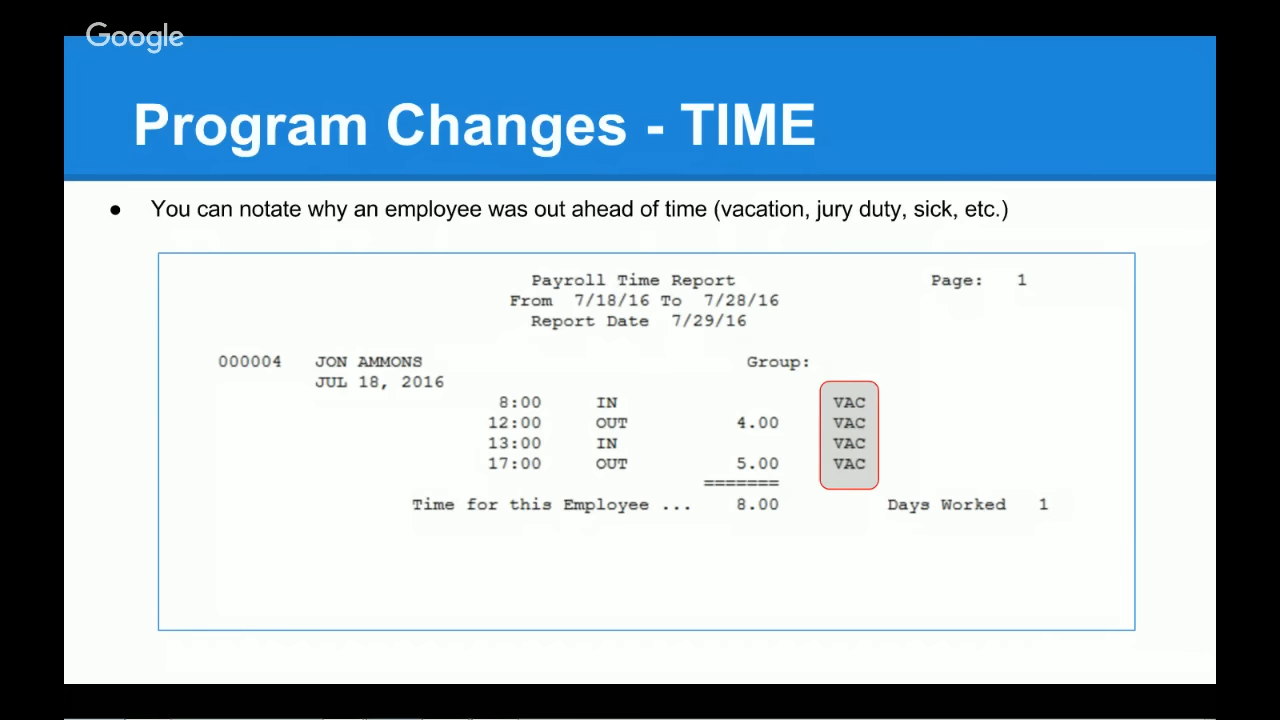 Google
Program Changes - TIME
● You can notate why an employee was out ahead of time (vacation, jury duty, sick, etc.)
Payroll Time Report Page: 1
From 7/18/16 To 7/28/16
Report Date 7/29/16
000004 JON AMMONS Group:
JUL 18, 2016
8:00 IN VAC
12:00 OUT 4.00 VAC
13:00 IN VAC
17:00 OUT 5.00 VAC
=======
Time for this Employee ... 8.00 Days Worked 1